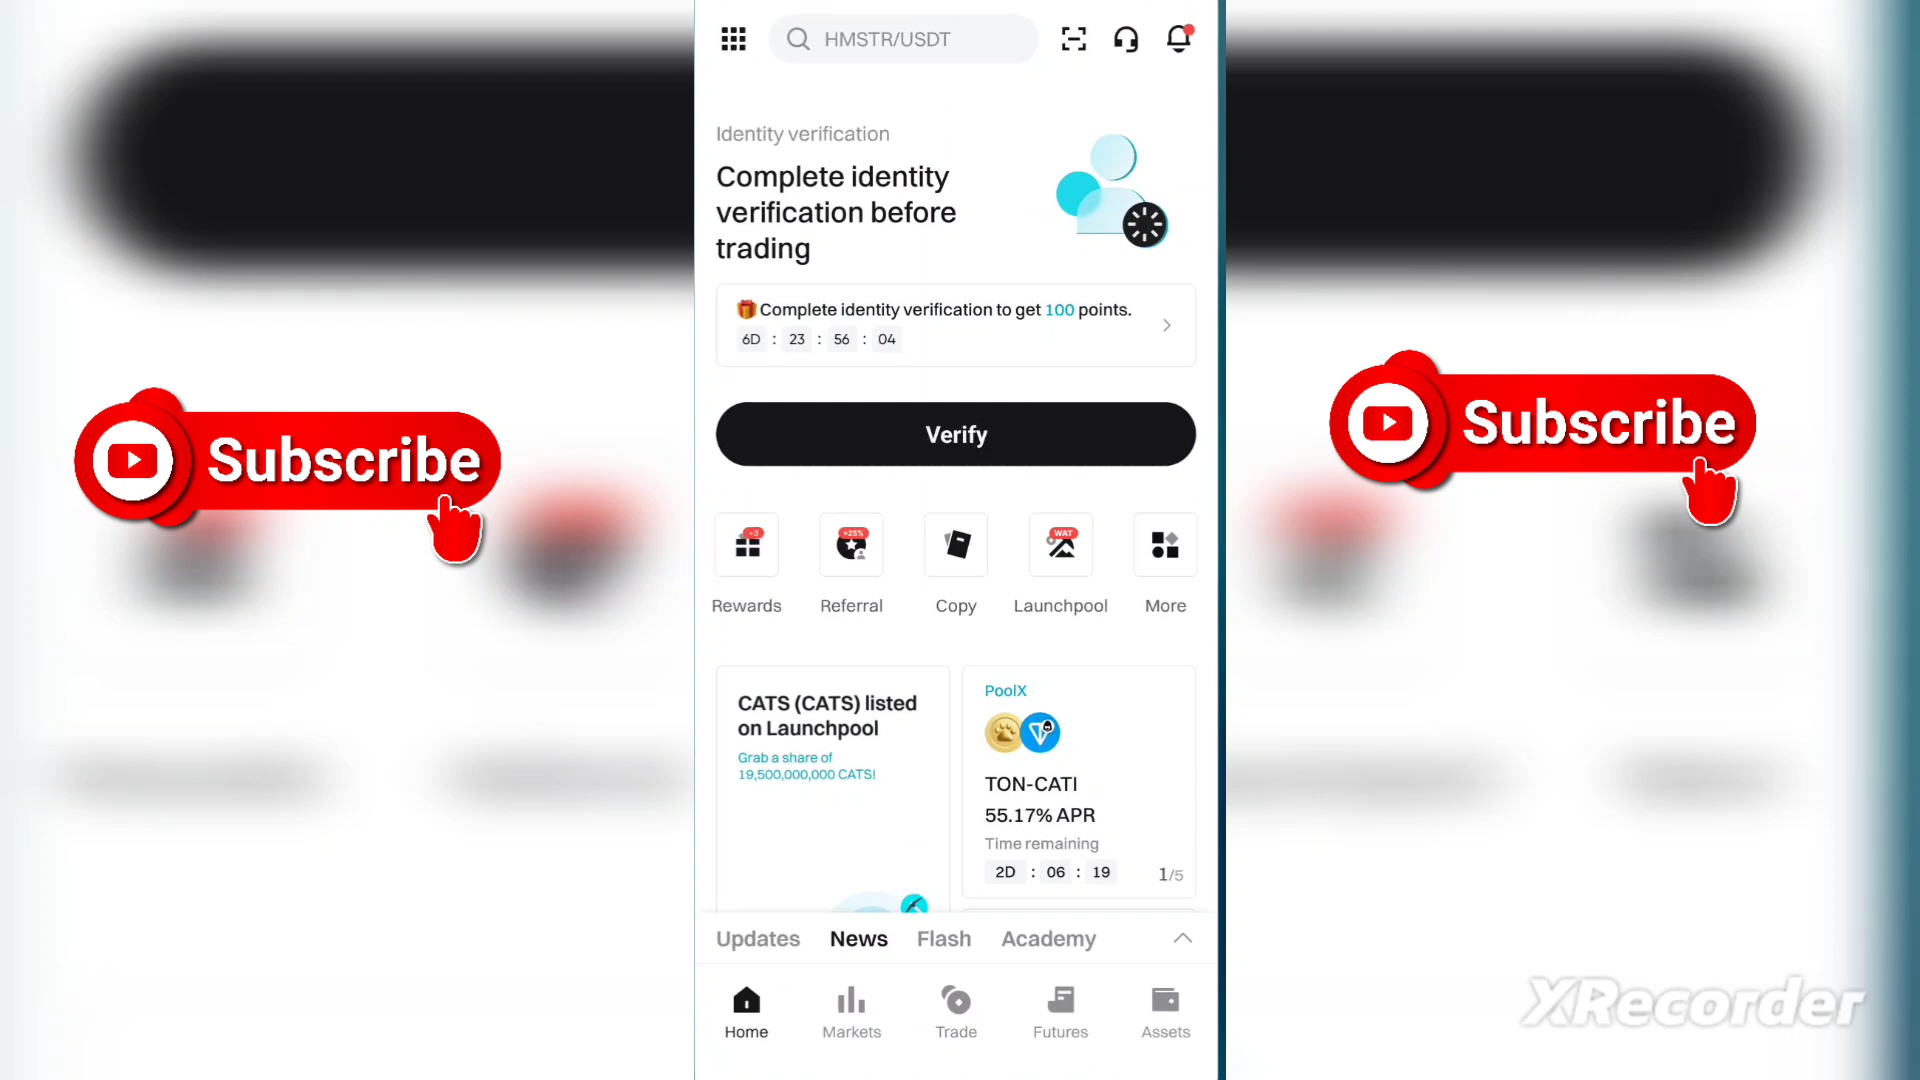 HMSTR/USDT
Identity verification
Complete identity
verification before
trading
Complete identity verification to get 100 points.
6D : 23 : 56 : 04
Verify
Subscribe
Subscribe
+3
+25%
WAT
Rewards
Referral
Copy
Launchpool
More
CATS (CATS) listed
on Launchpool
Grab a share of
19,500,000,000 CATS!
PoolX
TON-CATI
55.17% APR
Time remaining
2D : 06 : 19
1/5
Updates
News
Flash
Academy
Home
Markets
Trade
Futures
Assets
XRecorder